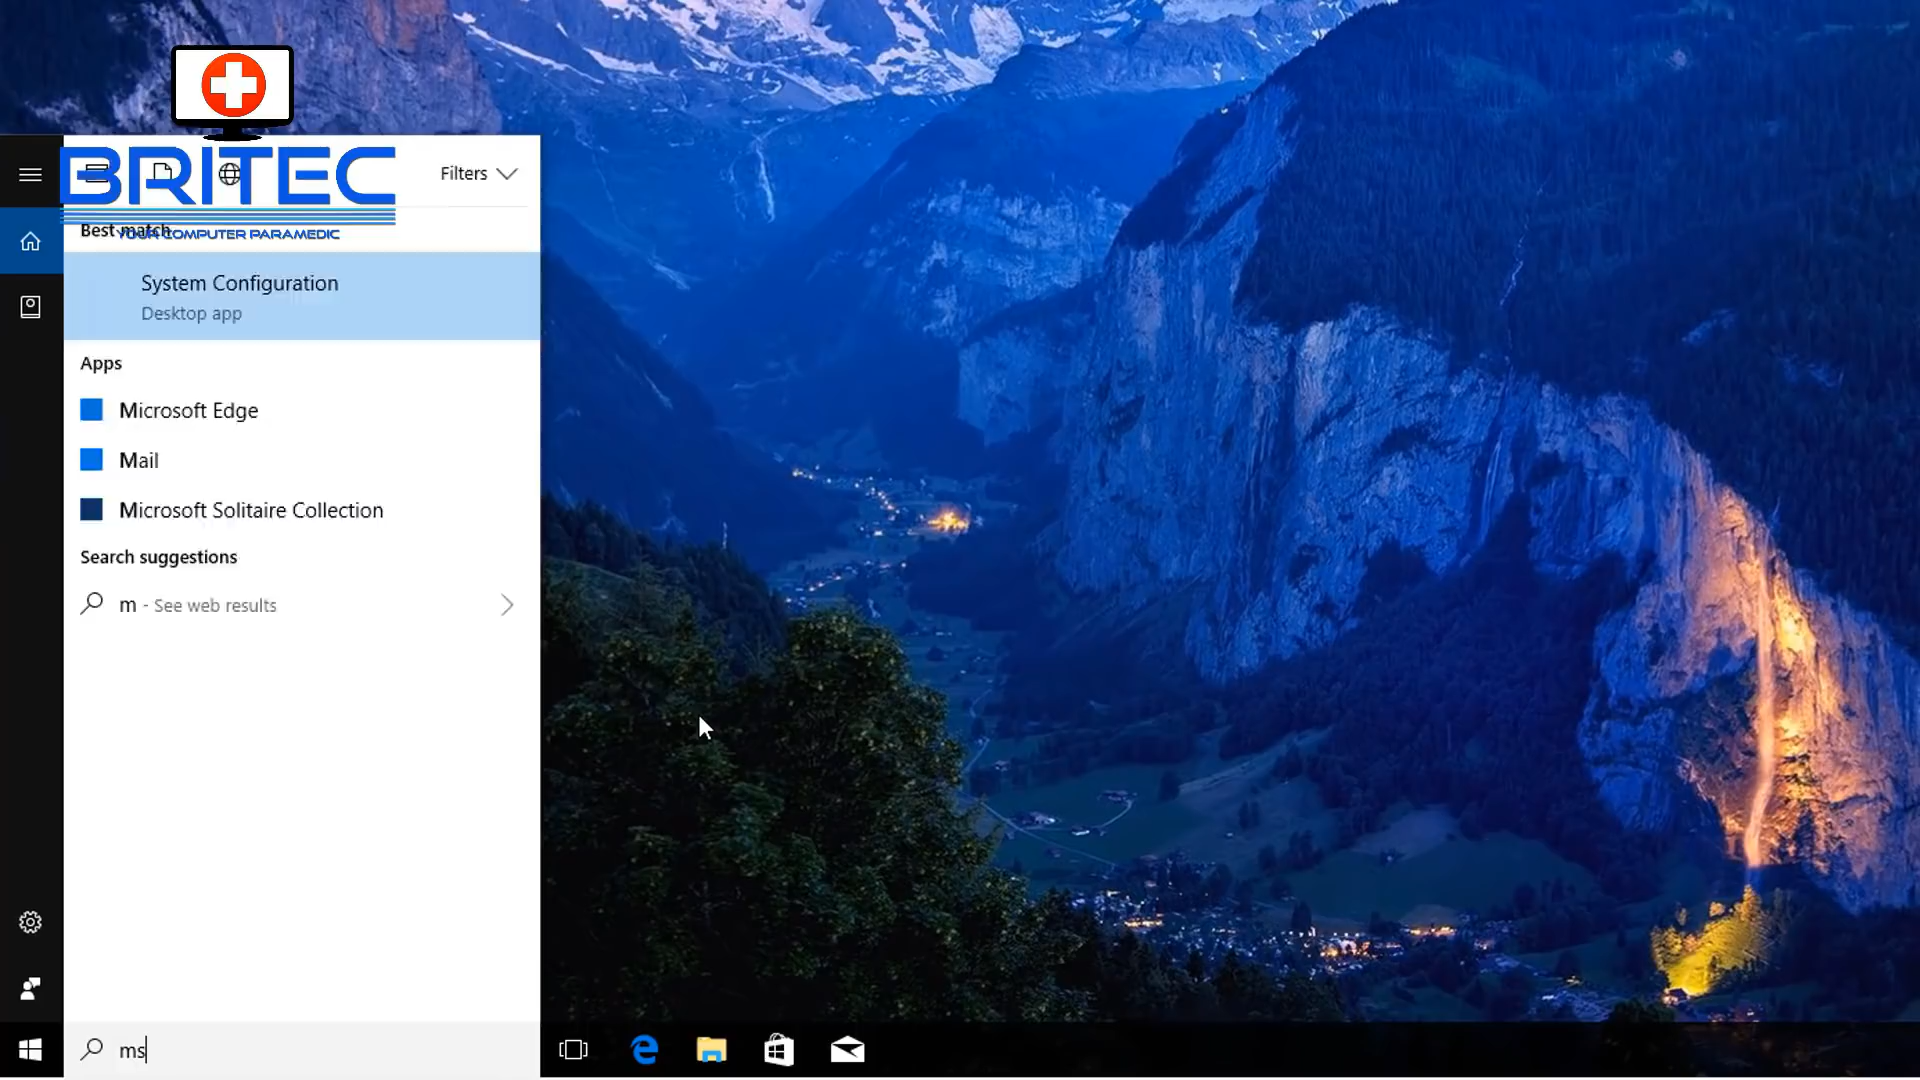 BRITEC
YOUR COMPUTER PARAMEDIC
Filters
Best match
System Configuration
Desktop app
Apps
Microsoft Edge
Mail
Microsoft Solitaire Collection
Search suggestions
m - See web results
ms